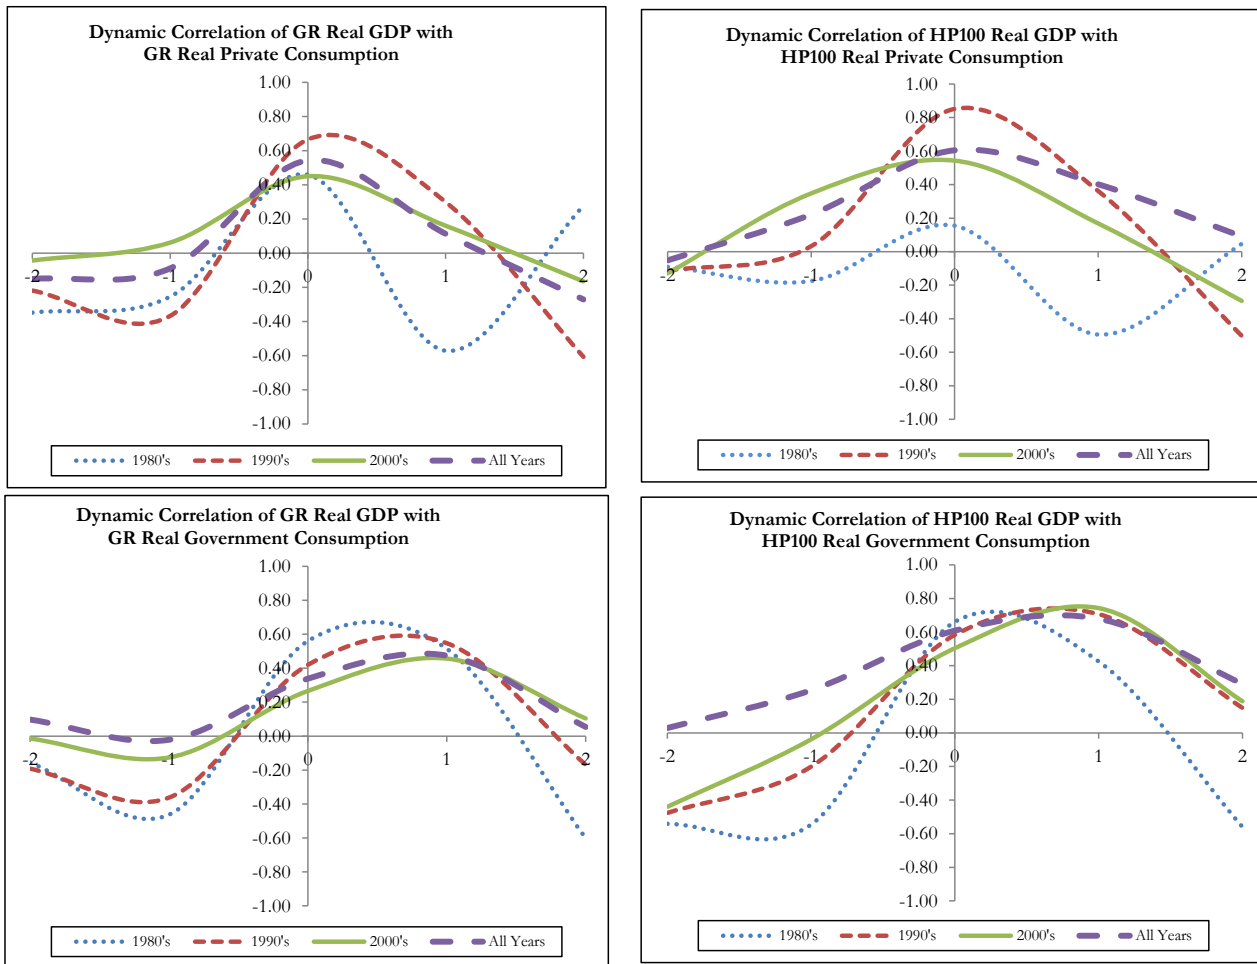 Dynamic Correlation of GR Real GDP with
GR Real Private Consumption
1.00
0.80
0.60
0.40
0.20
0.00
-0.20
-0.40
-0.60
-0.80
-1.00
-2
-1
0
1
2
1980's
1990's
2000's
All Years
Dynamic Correlation of HP100 Real GDP with
HP100 Real Private Consumption
1.00
0.80
0.60
0.40
0.20
0.00
-0.20
-0.40
-0.60
-0.80
-1.00
-2
-1
0
1
2
1980's
1990's
2000's
All Years
Dynamic Correlation of GR Real GDP with
GR Real Government Consumption
1.00
0.80
0.60
0.40
0.20
0.00
-0.20
-0.40
-0.60
-0.80
-1.00
-2
-1
0
1
2
1980's
1990's
2000's
All Years
Dynamic Correlation of HP100 Real GDP with
HP100 Real Government Consumption
1.00
0.80
0.60
0.40
0.20
0.00
-0.20
-0.40
-0.60
-0.80
-1.00
-2
-1
0
1
2
1980's
1990's
2000's
All Years